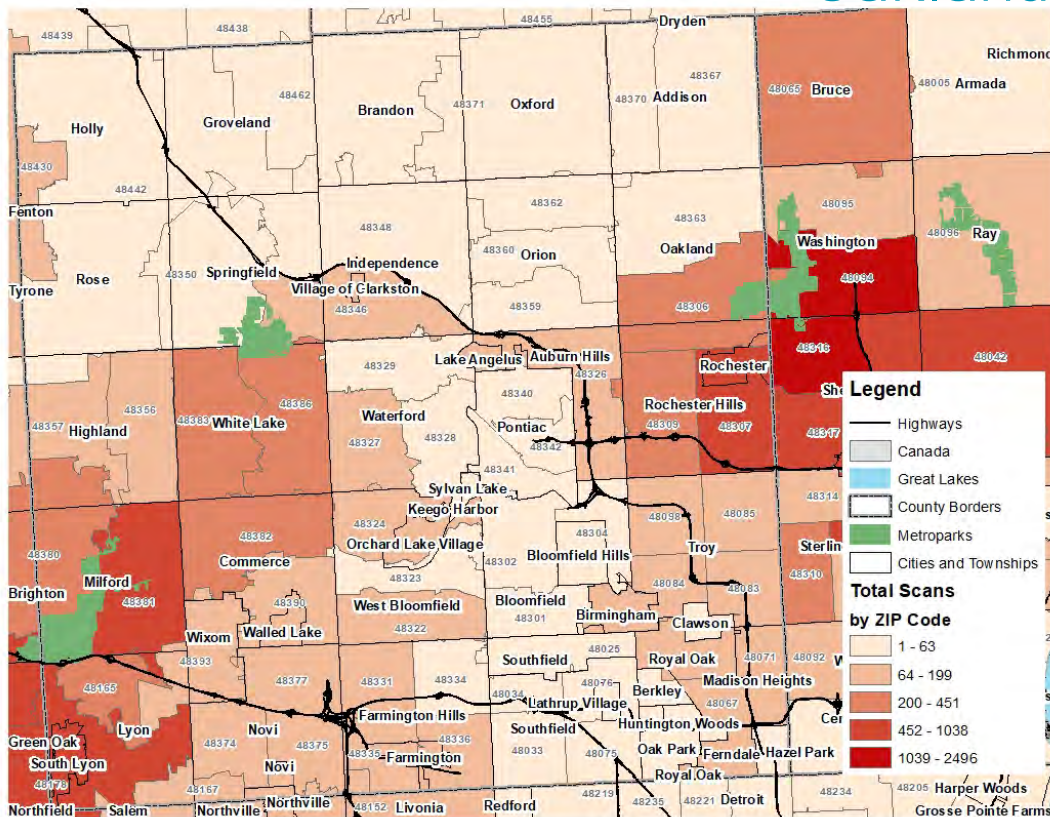 48439
48438
48455
Dryden
Richmond
48462
48371
48370
48367
48065
48005
Holly
Groveland
Brandon
Oxford
Addison
Bruce
Armada
48430
48442
Fenton
48362
48363
48095
48348
48360
Oakland
Washington
48096
Ray
Tyrone
Rose
48350
Springfield
Independence
Orion
Village of Clarkston
48346
48359
48306
48094
48329
Lake Angelus
Auburn Hills
48326
Rochester
48316
48042
48340
48357
48356
Highland
48383
White Lake
48386
Waterford
48327
48328
Pontiac
48342
48341
Rochester Hills
48309
48307
48317
Sylvan Lake
Keego Harbor
48324
Orchard Lake Village
48314
48380
48382
Commerce
48304
Bloomfield Hills
48098
48085
Troy
48310
Brighton
Milford
48381
48323
48302
48390
Walled Lake
West Bloomfield
48322
Bloomfield
48301
48084
48083
Birmingham
Clawson
Wixom
48393
48025
Southfield
Royal Oak
48071
48092
48165
Lyon
48377
48331
48334
48034
48076
Lathrup Village
Berkley
Madison Heights
48067
Green Oak
South Lyon
48178
Novi
48374
48375
Farmington Hills
48335
48336
Farmington
Southfield
48033
48075
Huntington Woods
Oak Park
Ferndale
Hazel Park
Novi
Royal Oak
Northfield
Salem
48167
Northville
Northville
48152
Livonia
Redford
48219
48235
48221
Detroit
48234
48205
Harper Woods
Grosse Pointe Farms
Legend
Highways
Canada
Great Lakes
County Borders
Metroparks
Cities and Townships
Total Scans
by ZIP Code
1 - 63
64 - 199
200 - 451
452 - 1038
1039 - 2496